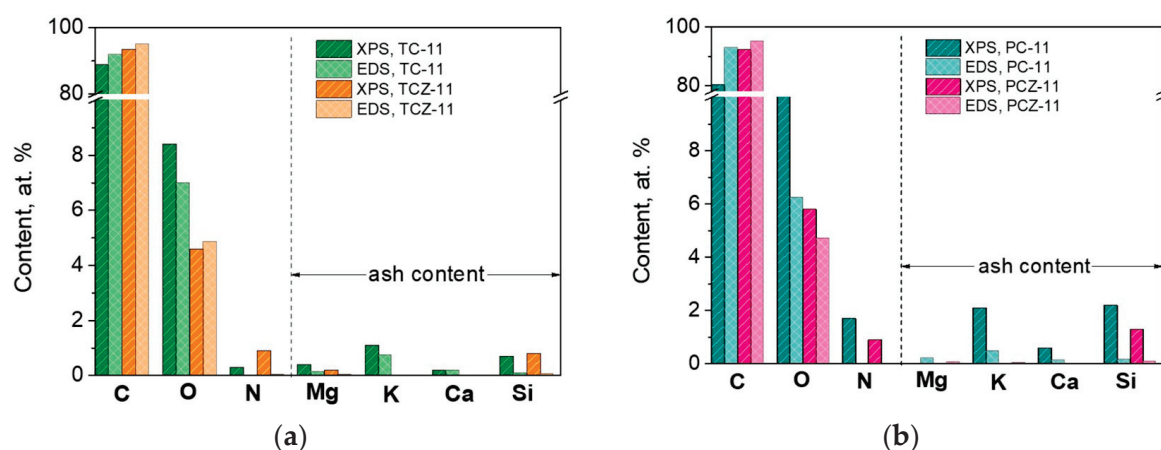 100
80
8
6
4
2
0
Content, at. %
XPS, TC-11
EDS, TC-11
XPS, TCZ-11
EDS, TCZ-11
ash content
C O N Mg K Ca Si
(a)
100
80
8
6
4
2
0
Content, at. %
XPS, PC-11
EDS, PC-11
XPS, PCZ-11
EDS, PCZ-11
ash content
C O N Mg K Ca Si
(b)